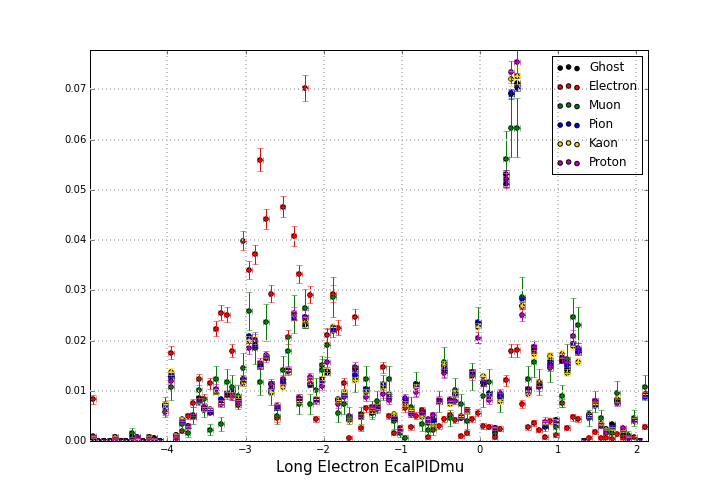 0.07
0.06
0.05
0.04
0.03
0.02
0.01
0.00
−4
−3
−2
−1
0
1
2
Long Electron EcalPIDmu
Ghost
Electron
Muon
Pion
Kaon
Proton